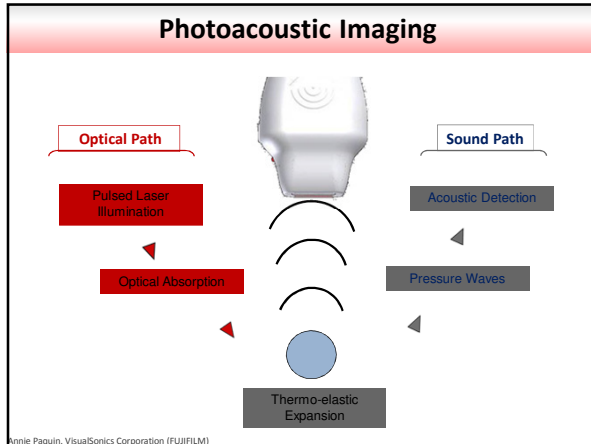 Photoacoustic Imaging
Optical Path
Sound Path
Pulsed Laser
Illumination
Acoustic Detection
Optical Absorption
Pressure Waves
Thermo-elastic
Expansion
Annie Paquin, VisualSonics Corporation (FUJIFILM)